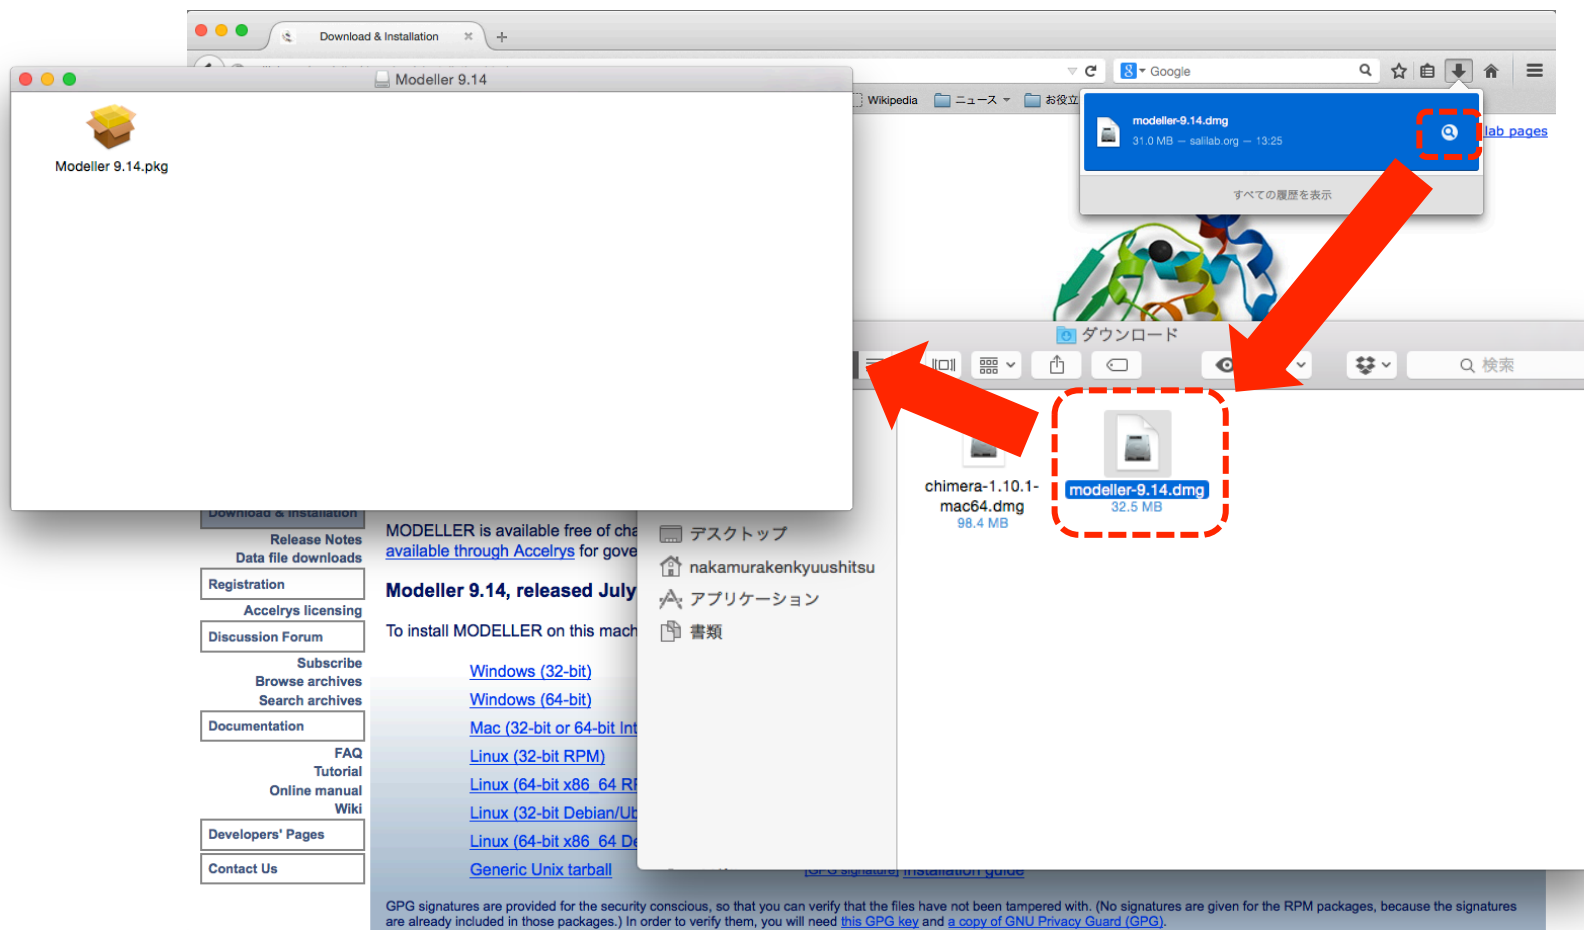 Download & Installation
Google
Modeller 9.14
Modeller 9.14.pkg
Wikipedia
ニュース
お役立
modeller-9.14.dmg
31.0 MB — salilab.org — 13:25
すべての履歴を表示
lab pages
ダウンロード
検索
chimera-1.10.1-
mac64.dmg
98.4 MB
modeller-9.14.dmg
32.5 MB
デスクトップ
nakamurakenkyuushitsu
アプリケーション
書類
Download & Installation
Release Notes
Data file downloads
Registration
Accelrys licensing
Discussion Forum
Subscribe
Browse archives
Search archives
Documentation
FAQ
Tutorial
Online manual
Wiki
Developers' Pages
Contact Us
MODELLER is available free of cha
available through Accelrys for gove
Modeller 9.14, released July
To install MODELLER on this mach
Windows (32-bit)
Windows (64-bit)
Mac (32-bit or 64-bit Int
Linux (32-bit RPM)
Linux (64-bit x86_64 RP
Linux (32-bit Debian/Ub
Linux (64-bit x86_64 De
Generic Unix tarball
[GPG signature] Installation guide
GPG signatures are provided for the security conscious, so that you can verify that the files have not been tampered with. (No signatures are given for the RPM packages, because the signatures
are already included in those packages.) In order to verify them, you will need this GPG key and a copy of GNU Privacy Guard (GPG).